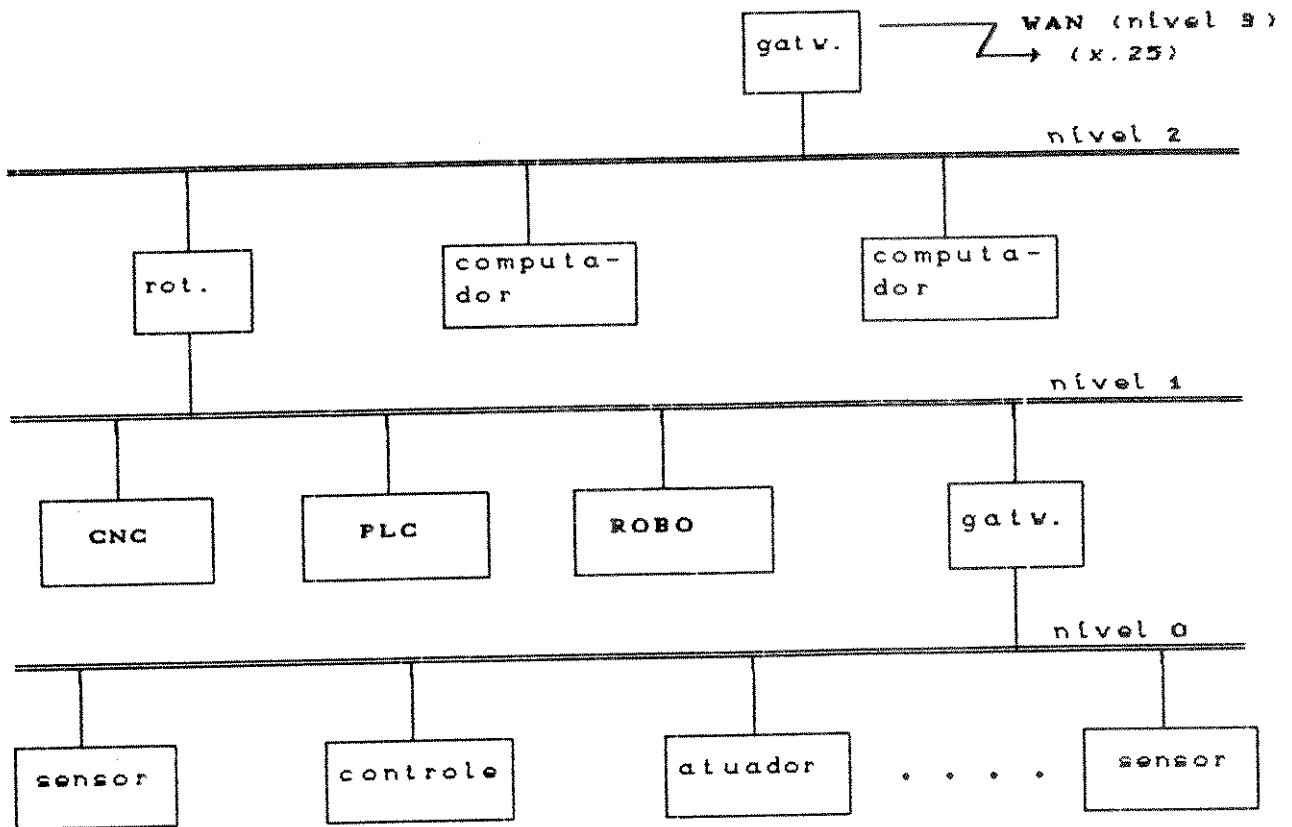 gatw.
WAN (nível 3)
(x.25)
nível 2
rot.
computa-
dor
computa-
dor
nível 1
CNC
PLC
ROBO
gatw.
nível 0
sensor
controle
atuador
. . . .
sensor